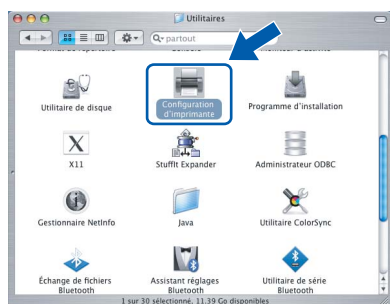 Utilitaires
partout
Utilitaire de disque
Configuration
d'imprimante
Programme d'installation
X11
StuffIt Expander
Administrateur ODBC
Gestionnaire NetInfo
Java
Utilitaire ColorSync
Échange de fichiers
Bluetooth
Assistant réglages
Bluetooth
Utilitaire de série
Bluetooth
1 sur 30 sélectionné, 11,39 Go disponibles